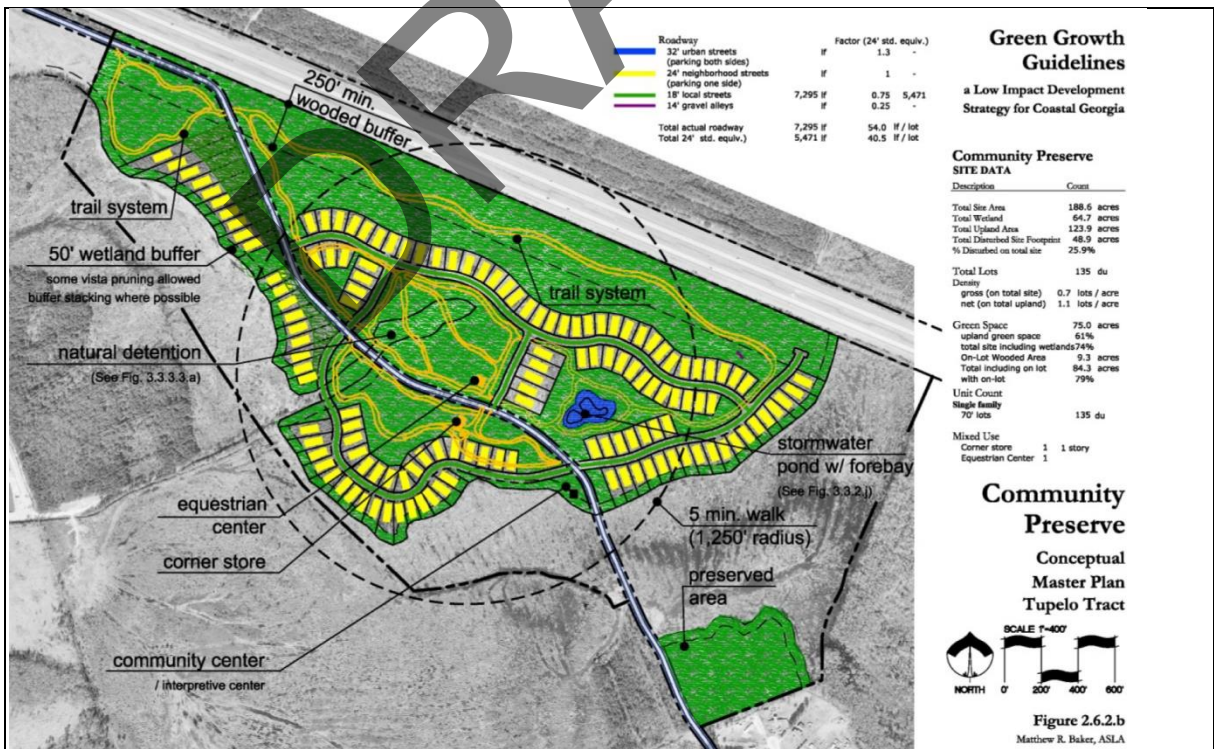 DRA
Roadway Factor (24' std. equiv.)
32' urban streets lf 1.3 -
(parking both sides)
24' neighborhood streets lf 1 -
(parking one side)
18' local streets 7,295 lf 0.75 5,471
14' gravel alleys lf 0.25 -
Total actual roadway 7,295 lf 54.0 lf / lot
Total 24' std. equiv.) 5,471 lf 40.5 lf / lot
Green Growth
Guidelines
a Low Impact Development
Strategy for Coastal Georgia
Community Preserve
SITE DATA
Description Count
Total Site Area 188.6 acres
Total Wetland 64.7 acres
Total Upland Area 123.9 acres
Total Disturbed Site Footprint 48.9 acres
% Disturbed on total site 25.9%
Total Lots 135 du
Density
gross (on total site) 0.7 lots / acre
net (on total upland) 1.1 lots / acre
Green Space 75.0 acres
upland green space 61%
total site including wetlands 74%
On-Lot Wooded Area 9.3 acres
Total including on lot 84.3 acres
with on-lot 79%
Unit Count
Single family
70' lots 135 du
Mixed Use
Corner store 1 1 story
Equestrian Center 1
250' min.
wooded buffer
trail system
50' wetland buffer
some vista pruning allowed
buffer stacking where possible
trail system
natural detention
(See Fig. 3.3.3.3.a)
stormwater
pond w/ forebay
(See Fig. 3.3.2.j)
equestrian
center
5 min. walk
(1,250' radius)
corner store
preserved
area
community center
/ interpretive center
Community
Preserve
Conceptual
Master Plan
Tupelo Tract
SCALE 1"=400'
NORTH 0' 200' 400' 600'
Figure 2.6.2.b
Matthew R. Baker, ASLA